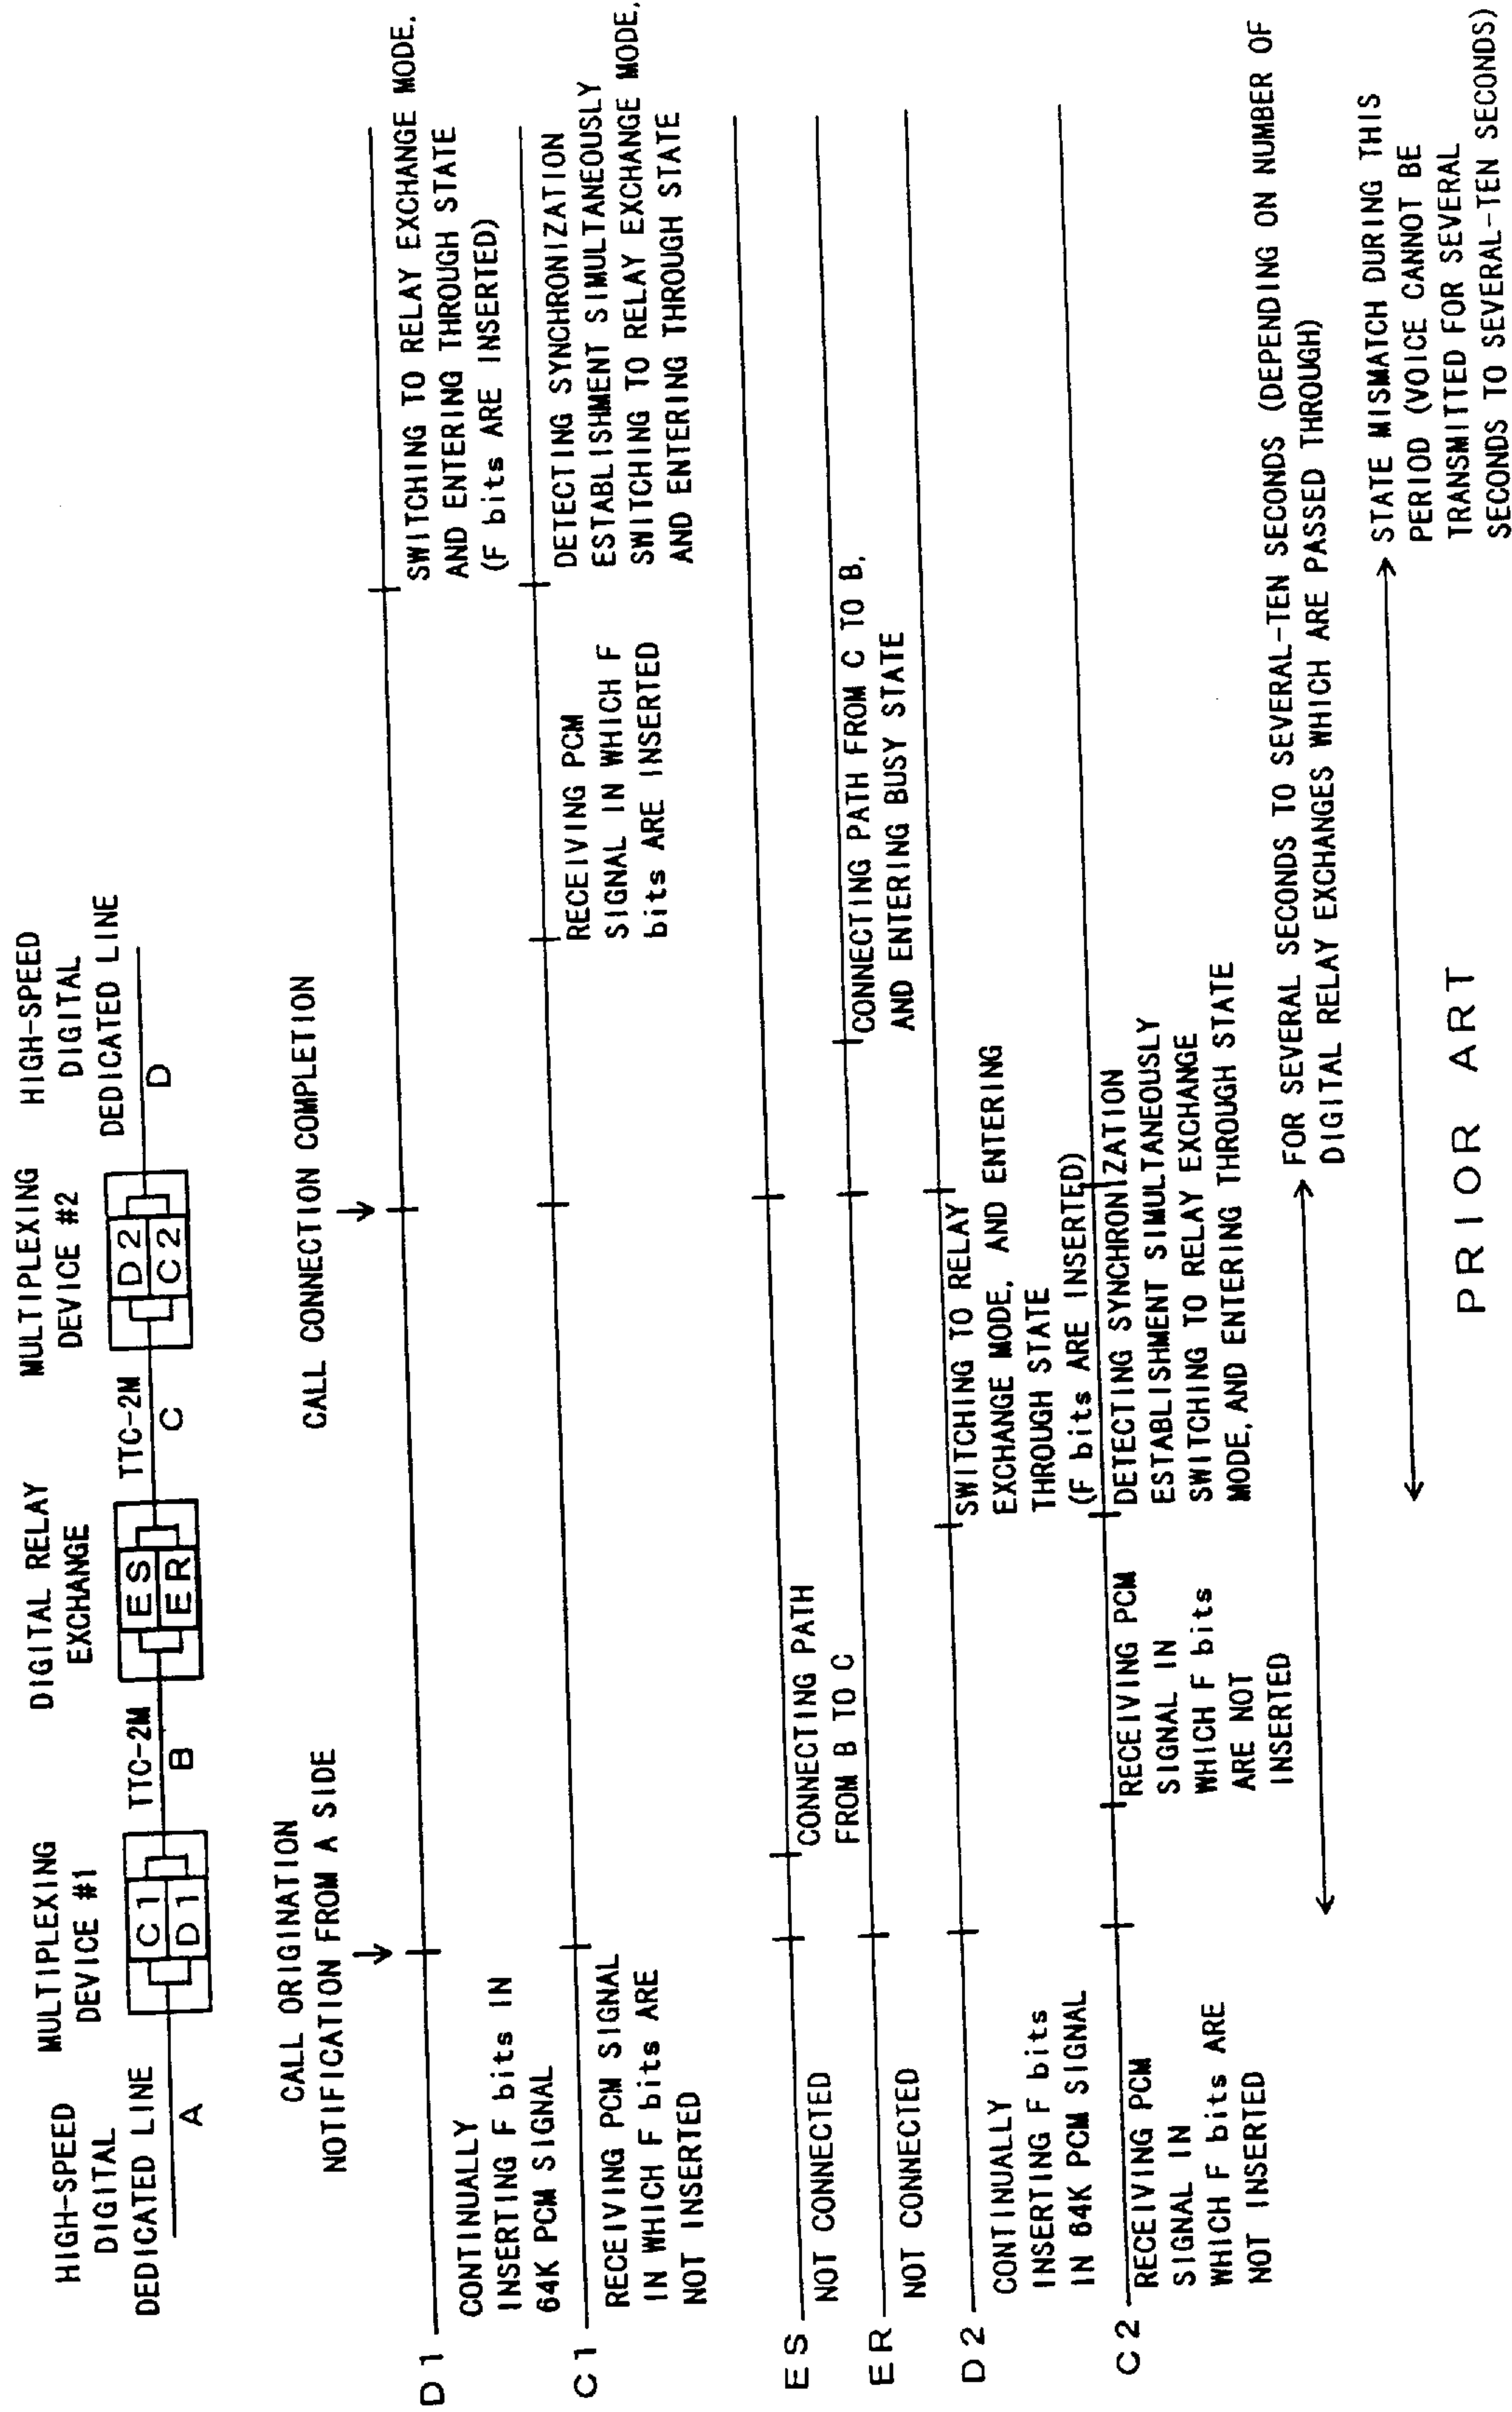 HIGH-SPEED
DIGITAL
DEDICATED LINE
A
MULTIPLEXING
DEVICE #1
C1
D1
TTC-2M
B
DIGITAL RELAY
EXCHANGE
ES
ER
TTC-2M
C
MULTIPLEXING
DEVICE #2
D2
C2
HIGH-SPEED
DIGITAL
DEDICATED LINE
D
CALL ORIGINATION
NOTIFICATION FROM A SIDE
CALL CONNECTION COMPLETION
D1
CONTINUALLY
INSERTING F bits IN
64K PCM SIGNAL
SWITCHING TO RELAY EXCHANGE MODE,
AND ENTERING THROUGH STATE
(F bits ARE INSERTED)
C1
RECEIVING PCM SIGNAL
IN WHICH F bits ARE
NOT INSERTED
RECEIVING PCM
SIGNAL IN WHICH F
bits ARE INSERTED
DETECTING SYNCHRONIZATION
ESTABLISHMENT SIMULTANEOUSLY
SWITCHING TO RELAY EXCHANGE MODE,
AND ENTERING THROUGH STATE
ES
NOT CONNECTED
CONNECTING PATH
FROM B TO C
ER
NOT CONNECTED
CONNECTING PATH FROM C TO B,
AND ENTERING BUSY STATE
D2
CONTINUALLY
INSERTING F bits
IN 64K PCM SIGNAL
SWITCHING TO RELAY
EXCHANGE MODE, AND ENTERING
THROUGH STATE
(F bits ARE INSERTED)
C2
RECEIVING PCM
SIGNAL IN
WHICH F bits ARE
NOT INSERTED
RECEIVING PCM
SIGNAL IN
WHICH F bits
ARE NOT
INSERTED
DETECTING SYNCHRONIZATION
ESTABLISHMENT SIMULTANEOUSLY
SWITCHING TO RELAY EXCHANGE
MODE, AND ENTERING THROUGH STATE
FOR SEVERAL SECONDS TO SEVERAL-TEN SECONDS (DEPENDING ON NUMBER OF
DIGITAL RELAY EXCHANGES WHICH ARE PASSED THROUGH)
STATE MISMATCH DURING THIS
PERIOD (VOICE CANNOT BE
TRANSMITTED FOR SEVERAL
SECONDS TO SEVERAL-TEN SECONDS)
PRIOR ART